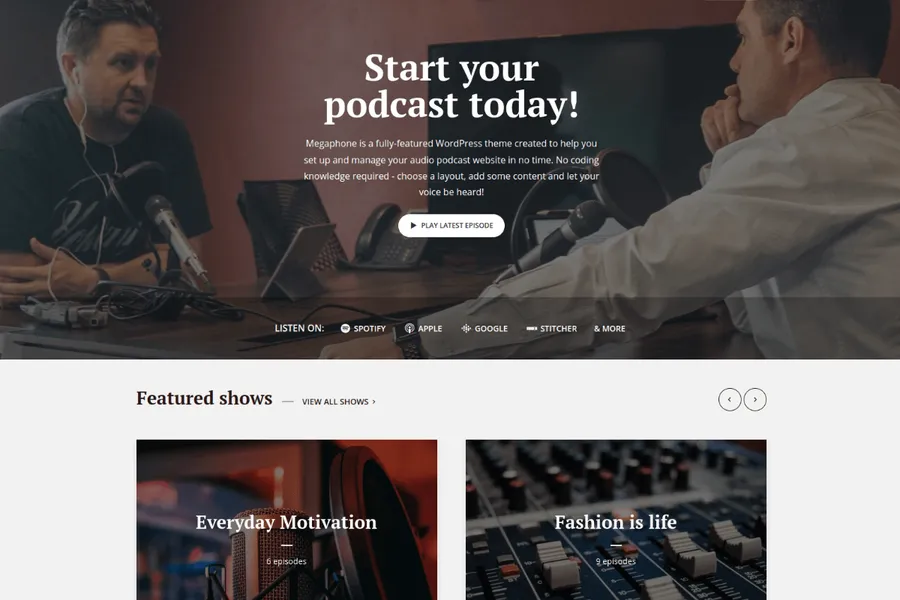 Start your
podcast today!
Megaphone is a fully-featured WordPress theme created to help you
set up and manage your audio podcast website in no time. No coding
knowledge required - choose a layout, add some content and let your
voice be heard!
PLAY LATEST EPISODE
LISTEN ON: SPOTIFY APPLE GOOGLE STITCHER & MORE
Featured shows — VIEW ALL SHOWS ›
Everyday Motivation
6 episodes
Fashion is life
9 episodes